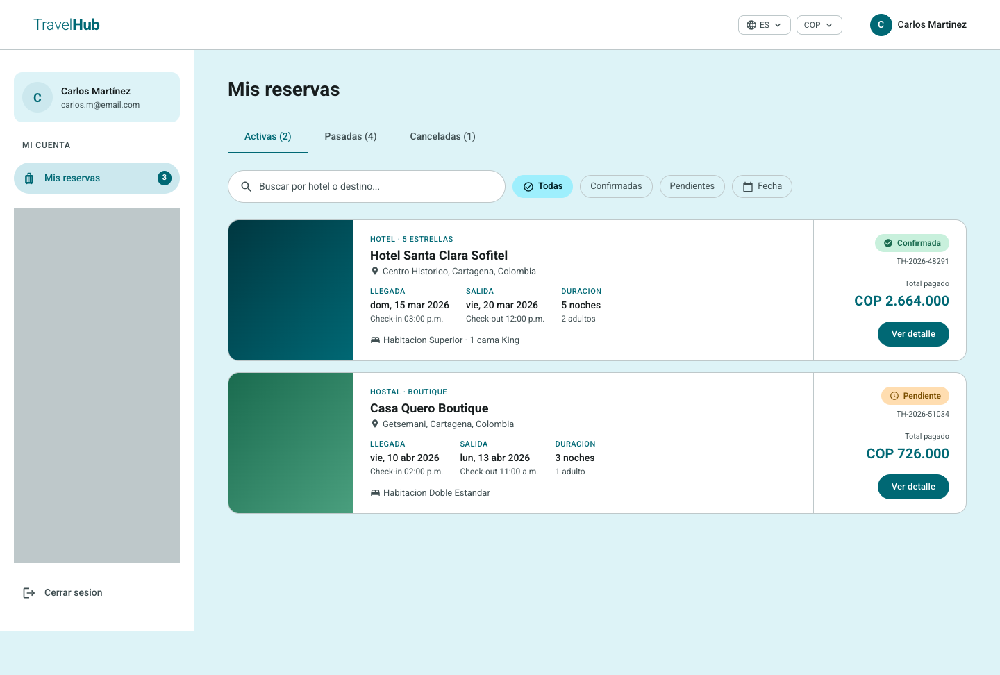 TravelHub
ES
COP
C
Carlos Martinez
C
Carlos Martínez
carlos.m@email.com
MI CUENTA
Mis reservas
3
Cerrar sesion
Mis reservas
Activas (2)
Pasadas (4)
Canceladas (1)
Buscar por hotel o destino...
Todas
Confirmadas
Pendientes
Fecha
HOTEL · 5 ESTRELLAS
Hotel Santa Clara Sofitel
Centro Historico, Cartagena, Colombia
LLEGADA
dom, 15 mar 2026
Check-in 03:00 p.m.
SALIDA
vie, 20 mar 2026
Check-out 12:00 p.m.
DURACION
5 noches
2 adultos
Habitacion Superior · 1 cama King
Confirmada
TH-2026-48291
Total pagado
COP 2.664.000
Ver detalle
HOSTAL · BOUTIQUE
Casa Quero Boutique
Getsemani, Cartagena, Colombia
LLEGADA
vie, 10 abr 2026
Check-in 02:00 p.m.
SALIDA
lun, 13 abr 2026
Check-out 11:00 a.m.
DURACION
3 noches
1 adulto
Habitacion Doble Estandar
Pendiente
TH-2026-51034
Total pagado
COP 726.000
Ver detalle